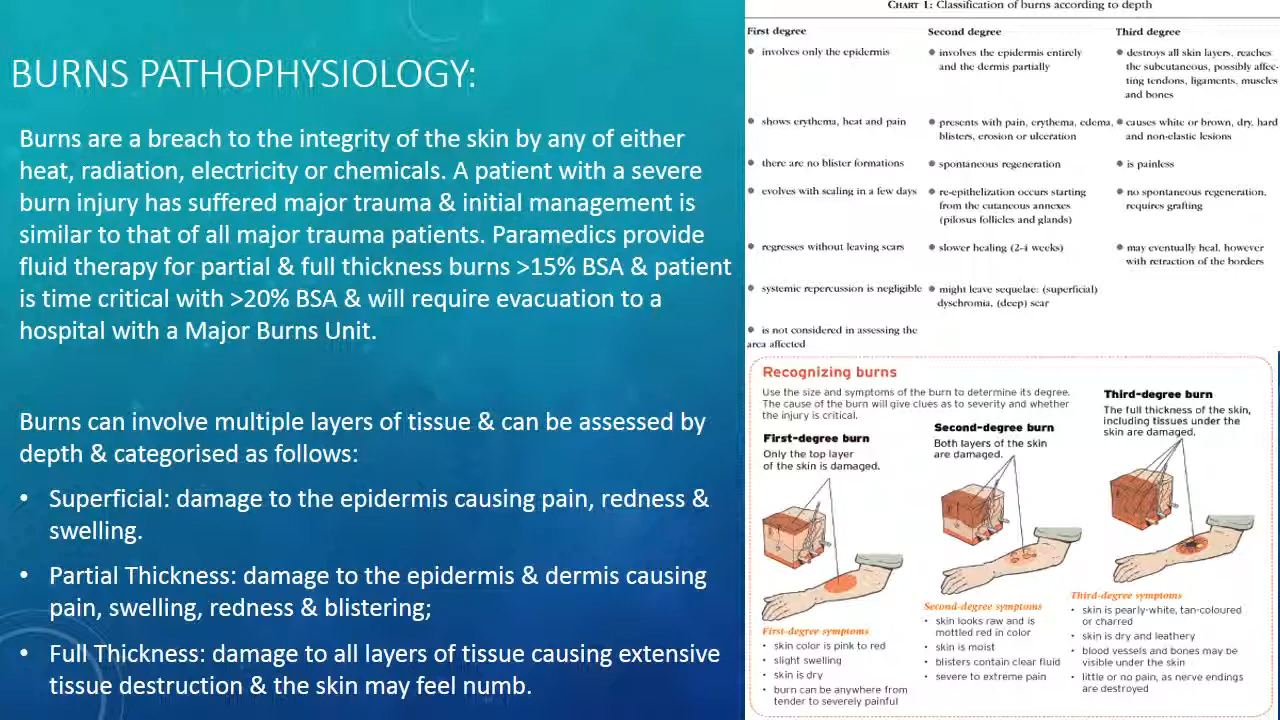 BURNS PATHOPHYSIOLOGY:
Burns are a breach to the integrity of the skin by any of either
heat, radiation, electricity or chemicals. A patient with a severe
burn injury has suffered major trauma & initial management is
similar to that of all major trauma patients. Paramedics provide
fluid therapy for partial & full thickness burns >15% BSA & patient
is time critical with >20% BSA & will require evacuation to a
hospital with a Major Burns Unit.
Burns can involve multiple layers of tissue & can be assessed by
depth & categorised as follows:
• Superficial: damage to the epidermis causing pain, redness &
swelling.
• Partial Thickness: damage to the epidermis & dermis causing
pain, swelling, redness & blistering;
• Full Thickness: damage to all layers of tissue causing extensive
tissue destruction & the skin may feel numb.
CHART 1: Classification of burns according to depth
First degree
• involves only the epidermis
• shows erythema, heat and pain
• there are no blister formations
• evolves with scaling in a few days
• regresses without leaving scars
• systemic repercussion is negligible
• is not considered in assessing the
area affected
Second degree
• involves the epidermis entirely
and the dermis partially
• presents with pain, erythema, edema,
blisters, erosion or ulceration
• spontaneous regeneration
• re-epithelization occurs starting
from the cutaneous annexes
(pilosus follicles and glands)
• slower healing (2-4 weeks)
• might leave sequelae: (superficial)
dyschromia, (deep) scar
Third degree
• destroys all skin layers, reaches
the subcutaneous, possibly affec-
ting tendons, ligaments, muscles
and bones
• causes white or brown, dry, hard
and non-elastic lesions
• is painless
• no spontaneous regeneration,
requires grafting
• may eventually heal, however
with retraction of the borders
Recognizing burns
Use the size and symptoms of the burn to determine its degree.
The cause of the burn will give clues as to severity and whether
the injury is critical.
First-degree burn
Only the top layer
of the skin is damaged.
First-degree symptoms
• skin color is pink to red
• slight swelling
• skin is dry
• burn can be anywhere from
tender to severely painful
Second-degree burn
Both layers of the skin
are damaged.
Second-degree symptoms
• skin looks raw and is
mottled red in color
• skin is moist
• blisters contain clear fluid
• severe to extreme pain
Third-degree burn
The full thickness of the skin,
including tissues under the
skin are damaged.
Third-degree symptoms
• skin is pearly-white, tan-coloured
or charred
• skin is dry and leathery
• blood vessels and bones may be
visible under the skin
• little or no pain, as nerve endings
are destroyed